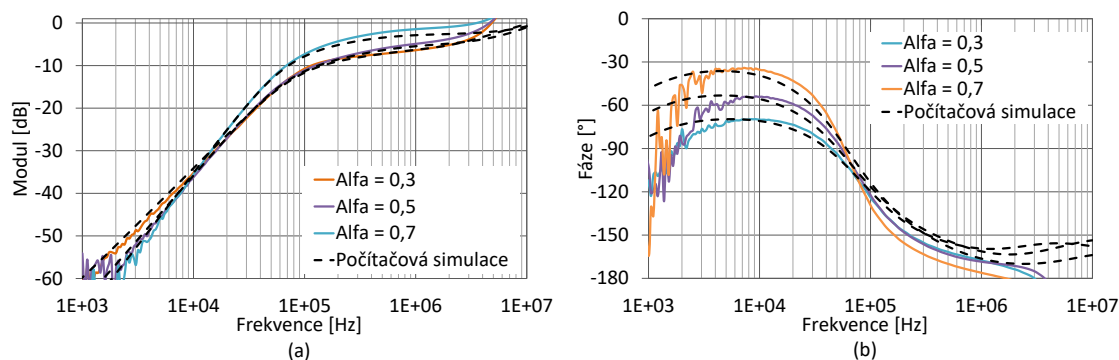 10
0
-10
-20
-30
-40
-50
-60
Modul [dB]
Alfa = 0,3
Alfa = 0,5
Alfa = 0,7
Počítačová simulace
1E+03 1E+04 1E+05 1E+06 1E+07
Frekvence [Hz]
(a)
0
-30
-60
-90
-120
-150
-180
Fáze [°]
Alfa = 0,3
Alfa = 0,5
Alfa = 0,7
Počítačová simulace
1E+03 1E+04 1E+05 1E+06 1E+07
Frekvence [Hz]
(b)